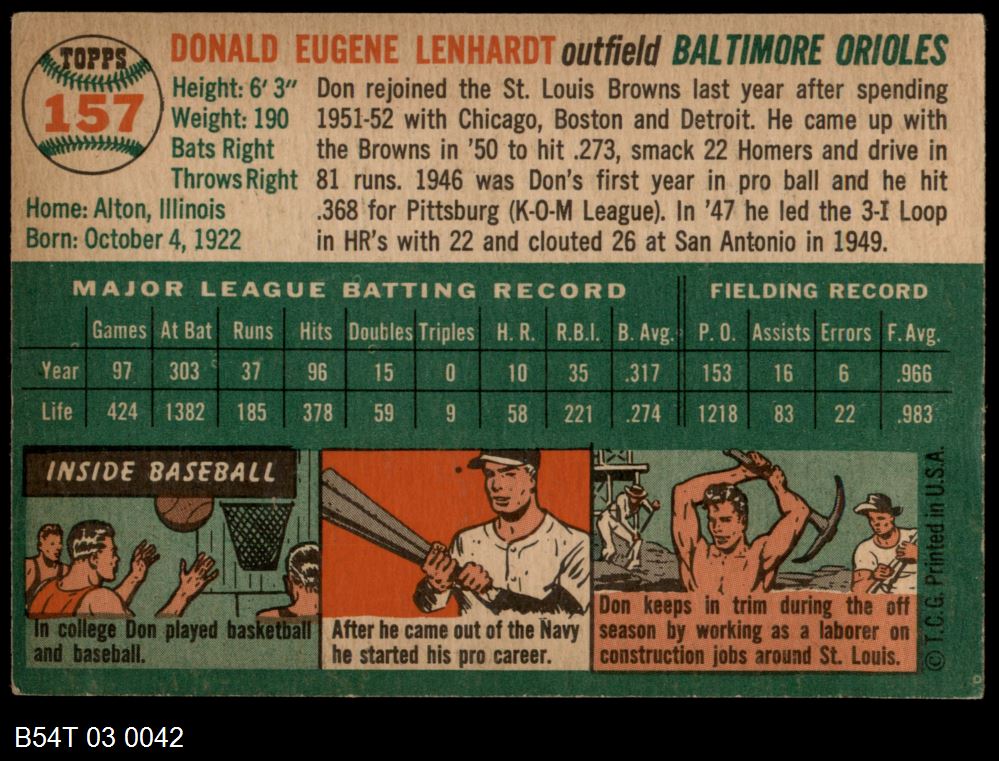 TOPPS
157
DONALD EUGENE LENHARDT outfield BALTIMORE ORIOLES
Height: 6' 3"
Weight: 190
Bats Right
Throws Right
Home: Alton, Illinois
Born: October 4, 1922
Don rejoined the St. Louis Browns last year after spending
1951-52 with Chicago, Boston and Detroit. He came up with
the Browns in '50 to hit .273, smack 22 Homers and drive in
81 runs. 1946 was Don's first year in pro ball and he hit
.368 for Pittsburg (K-O-M League). In '47 he led the 3-I Loop
in HR's with 22 and clouted 26 at San Antonio in 1949.
MAJOR LEAGUE BATTING RECORD FIELDING RECORD
Games At Bat Runs Hits Doubles Triples H. R. R.B.I. B. Avg. P. O. Assists Errors F. Avg.
Year 97 303 37 96 15 0 10 35 .317 153 16 6 .966
Life 424 1382 185 378 59 9 58 221 .274 1218 83 22 .983
INSIDE BASEBALL
In college Don played basketball
and baseball.
After he came out of the Navy
he started his pro career.
Don keeps in trim during the off
season by working as a laborer on
construction jobs around St. Louis.
© T.C.G. Printed in U.S.A.
B54T 03 0042